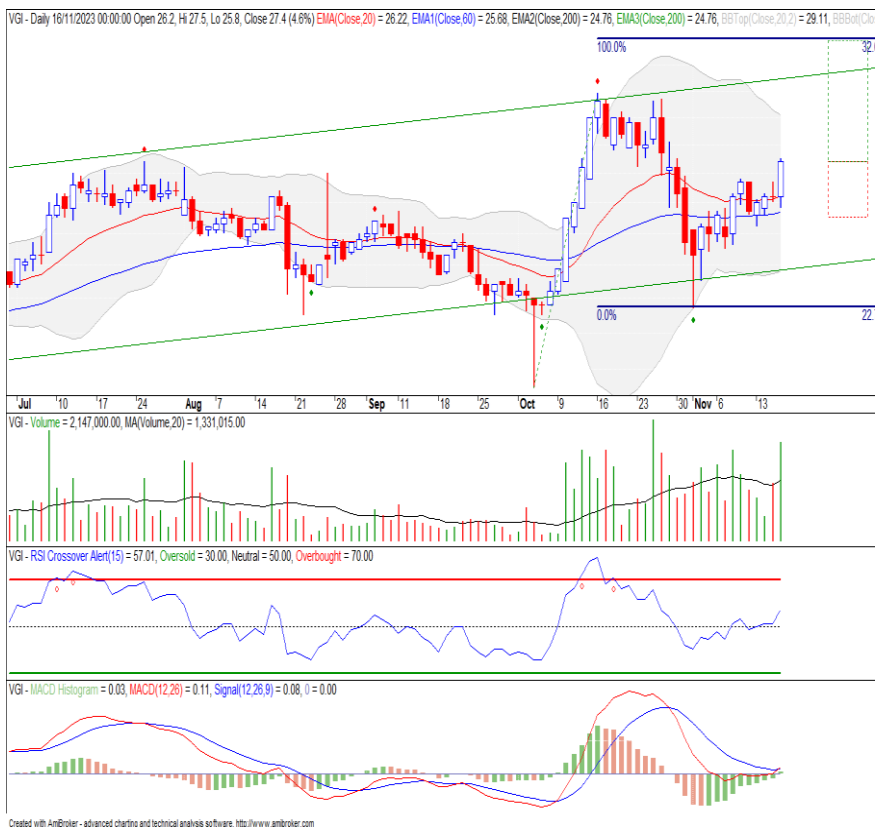 VGI - Daily 16/11/2023 00:00:00 Open 26.2, Hi 27.5, Lo 25.8, Close 27.4 (4.6%) EMA(Close,20) = 26.22, EMA1(Close,60) = 25.68, EMA2(Close,200) = 24.76, EMA3(Close,200) = 24.76, BBTop(Close,20,2) = 29.11, BBBot(Clo
100.0% 32.
0.0% 22.
Jul 10 17 24 Aug 7 14 21 28 Sep 11 18 25 Oct 9 16 23 30 Nov 6 13
VGI - Volume = 2,147,000.00, MA(Volume,20) = 1,331,015.00
VGI - RSI Crossover Alert(15) = 57.01, Oversold = 30.00, Neutral = 50.00, Overbought = 70.00
VGI - MACD Histogram = 0.03, MACD(12,26) = 0.11, Signal(12,26,9) = 0.08, 0 = 0.00
Created with AmiBroker - advanced charting and technical analysis software. http://www.amibroker.com